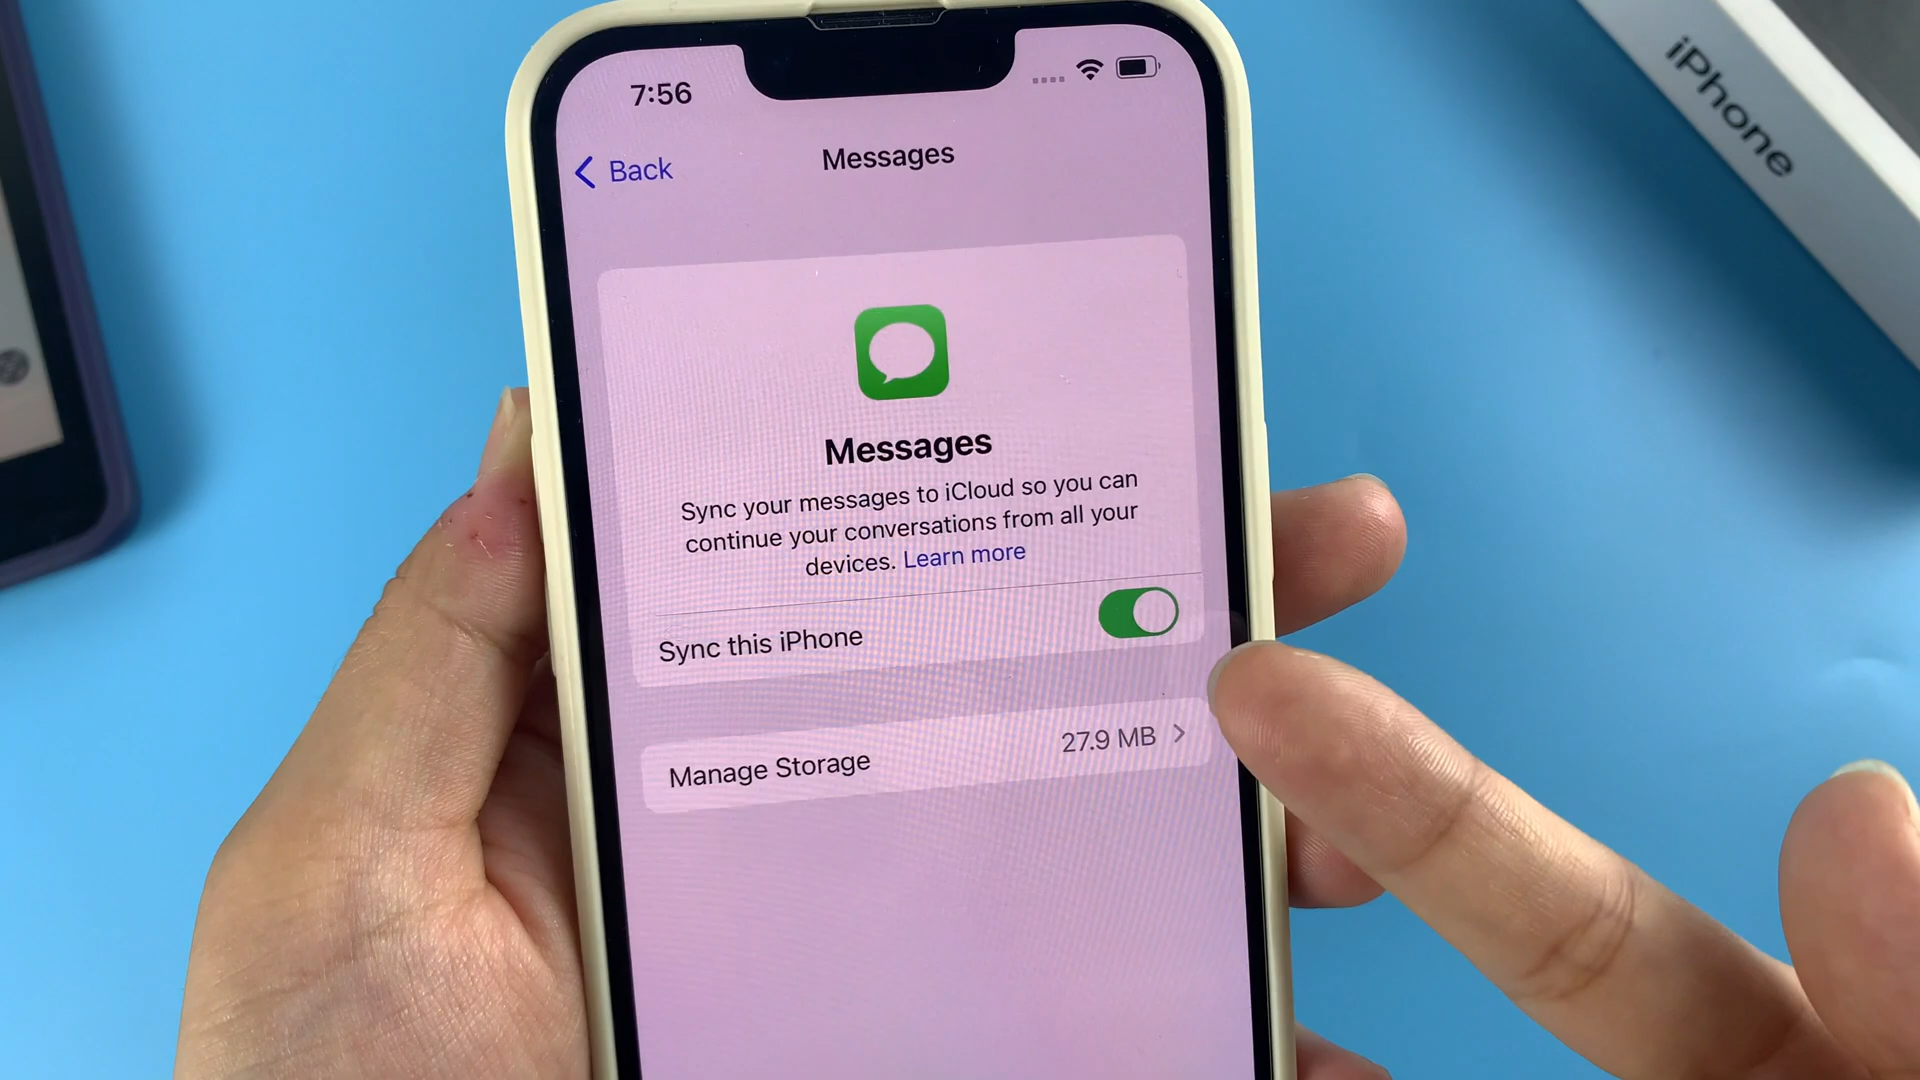 7:56
Back
Messages
Messages
Sync your messages to iCloud so you can
continue your conversations from all your
devices. Learn more
Sync this iPhone
Manage Storage 27.9 MB
iPhone